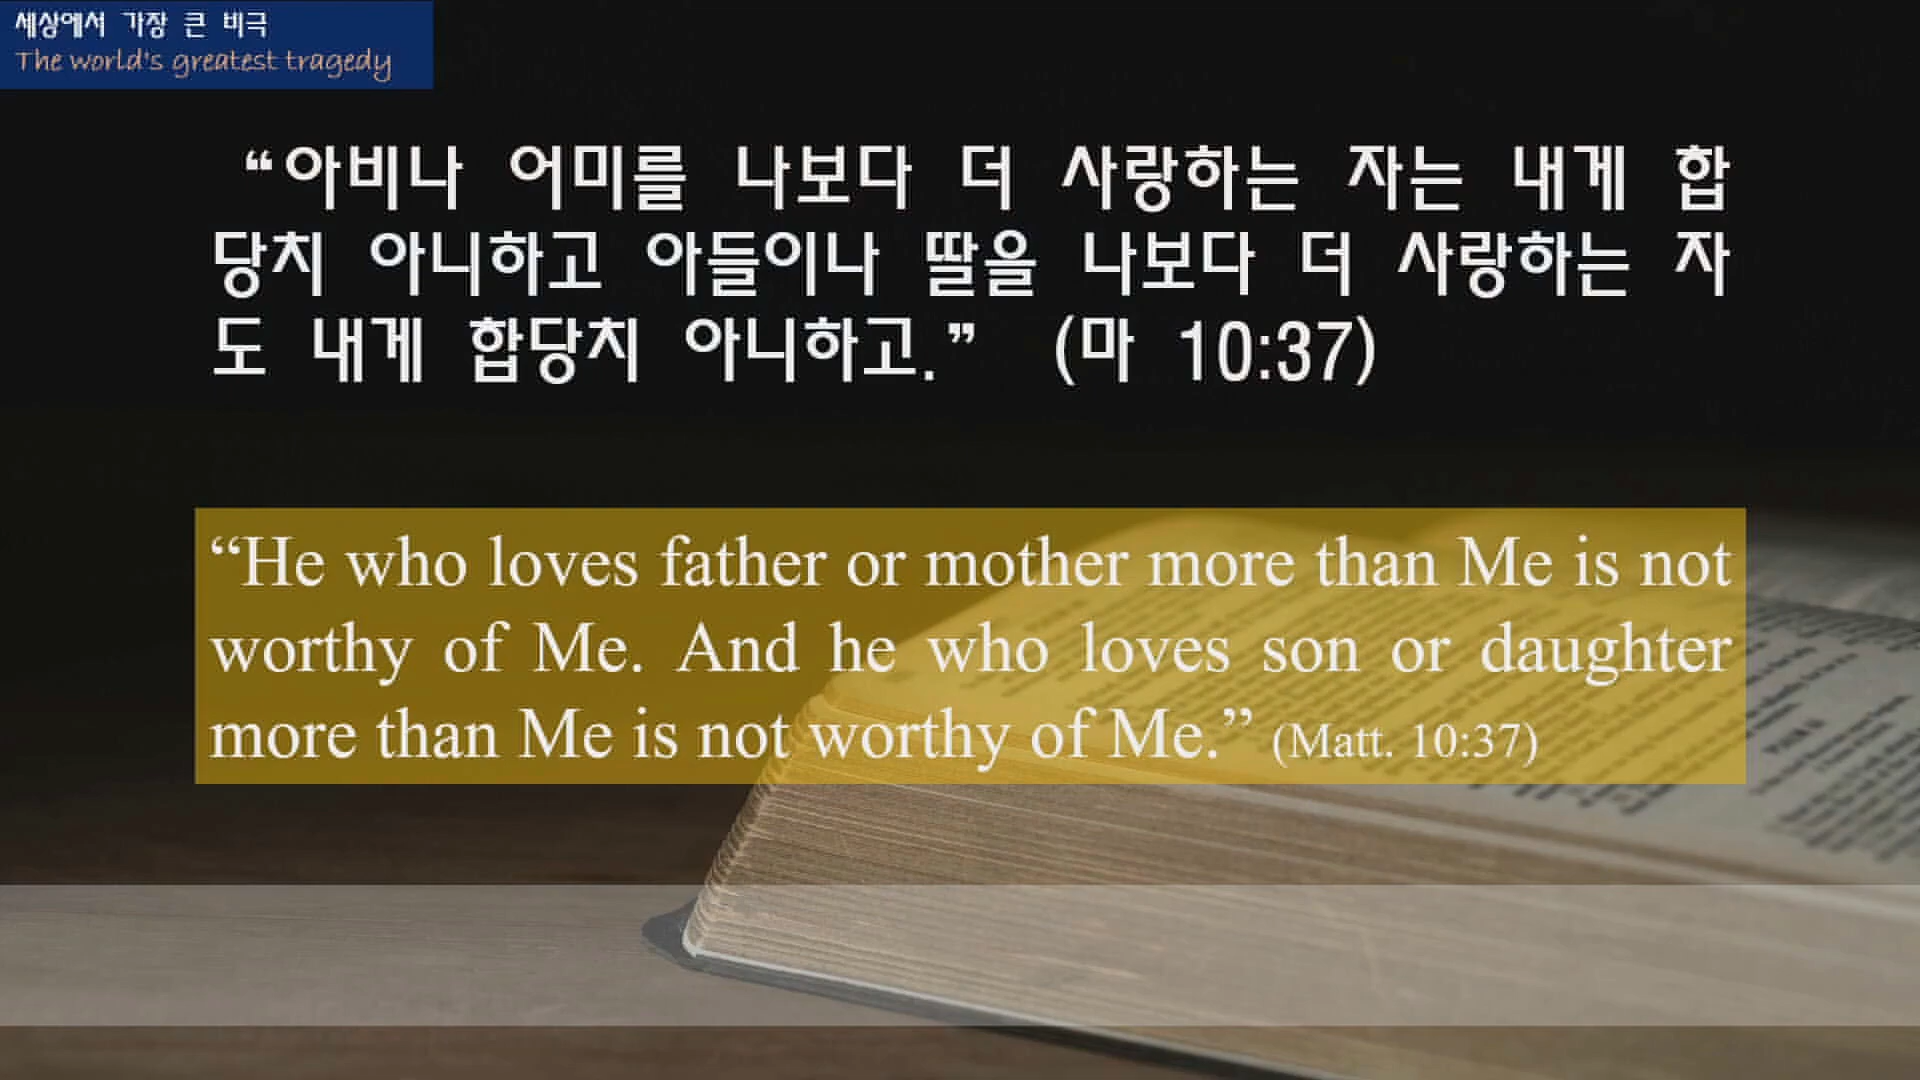 세상에서 가장 큰 비극
The world's greatest tragedy
“아비나 어미를 나보다 더 사랑하는 자는 내게 합
당치 아니하고 아들이나 딸을 나보다 더 사랑하는 자
도 내게 합당치 아니하고.” (마 10:37)
“He who loves father or mother more than Me is not
worthy of Me. And he who loves son or daughter
more than Me is not worthy of Me.” (Matt. 10:37)